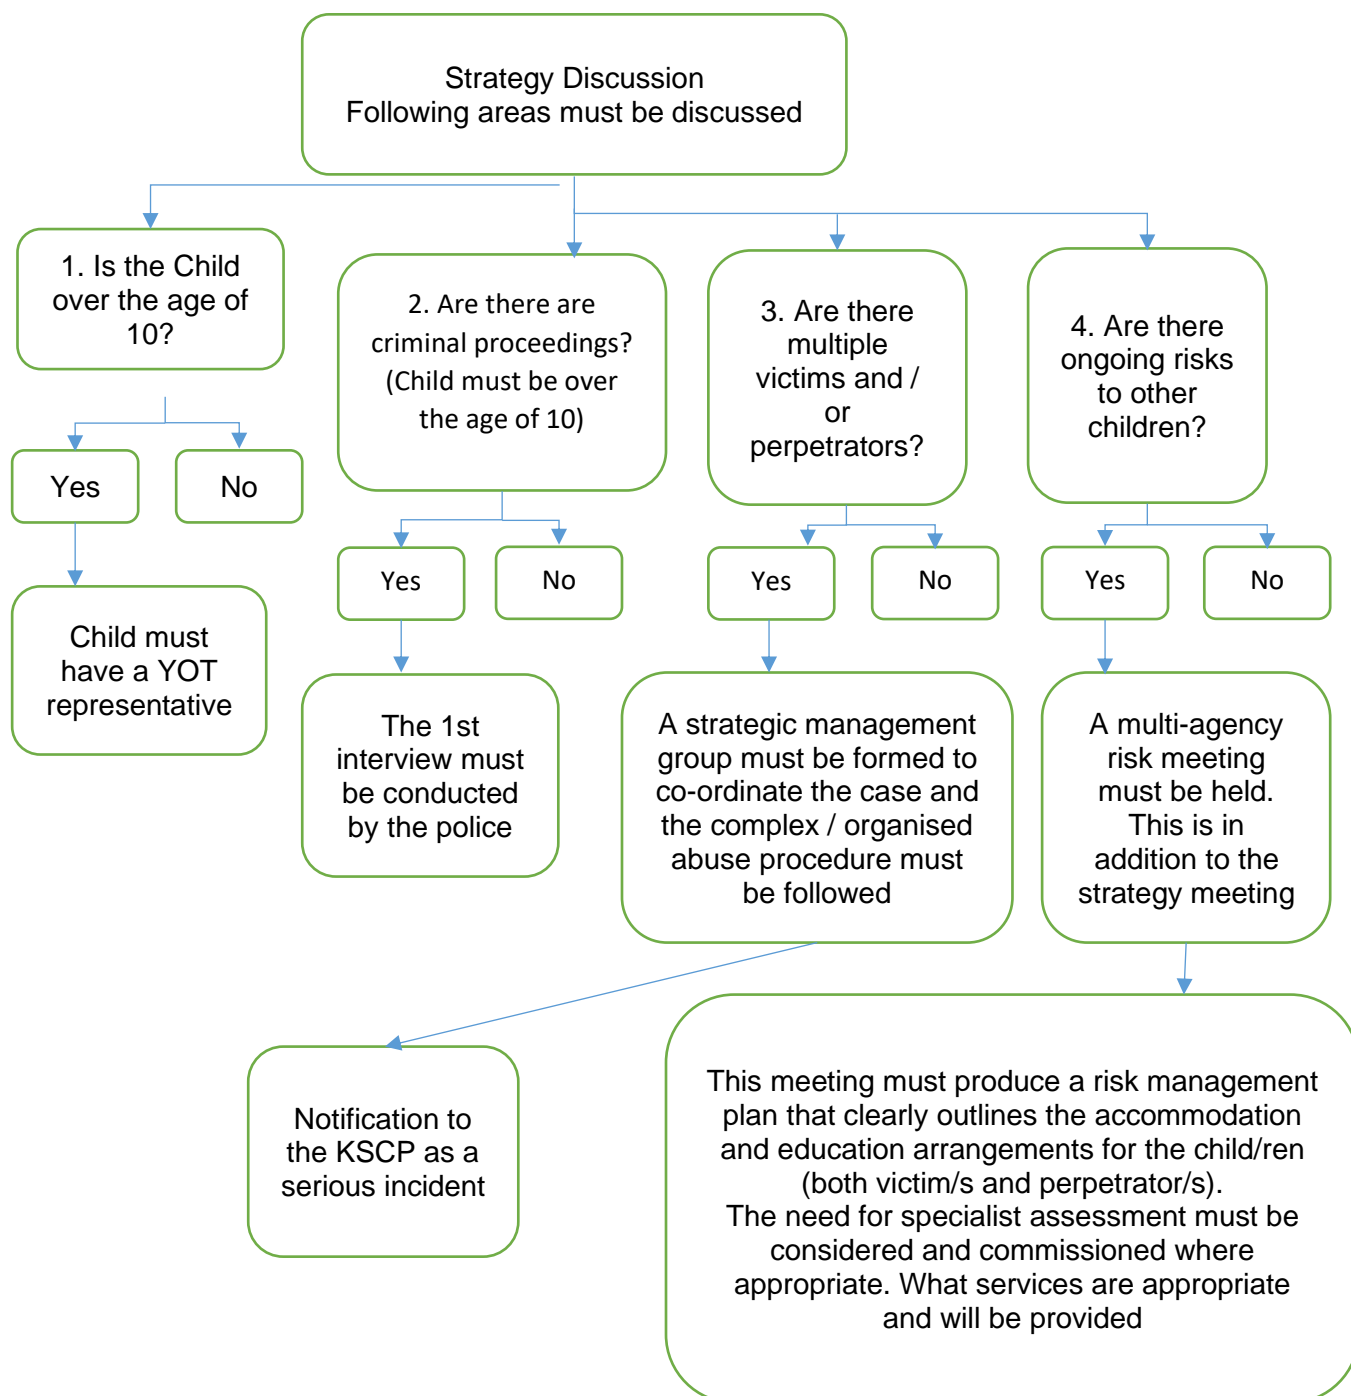 Strategy Discussion
Following areas must be discussed
1. Is the Child
over the age of
10?
2. Are there are
criminal proceedings?
(Child must be over
the age of 10)
3. Are there
multiple
victims and /
or
perpetrators?
4. Are there
ongoing risks
to other
children?
Yes
No
Yes
No
Yes
No
Yes
No
Child must
have a YOT
representative
The 1st
interview must
be conducted
by the police
A strategic management
group must be formed to
co-ordinate the case and
the complex / organised
abuse procedure must
be followed
A multi-agency
risk meeting
must be held.
This is in
addition to the
strategy meeting
Notification to
the KSCP as a
serious incident
This meeting must produce a risk management
plan that clearly outlines the accommodation
and education arrangements for the child/ren
(both victim/s and perpetrator/s).
The need for specialist assessment must be
considered and commissioned where
appropriate. What services are appropriate
and will be provided